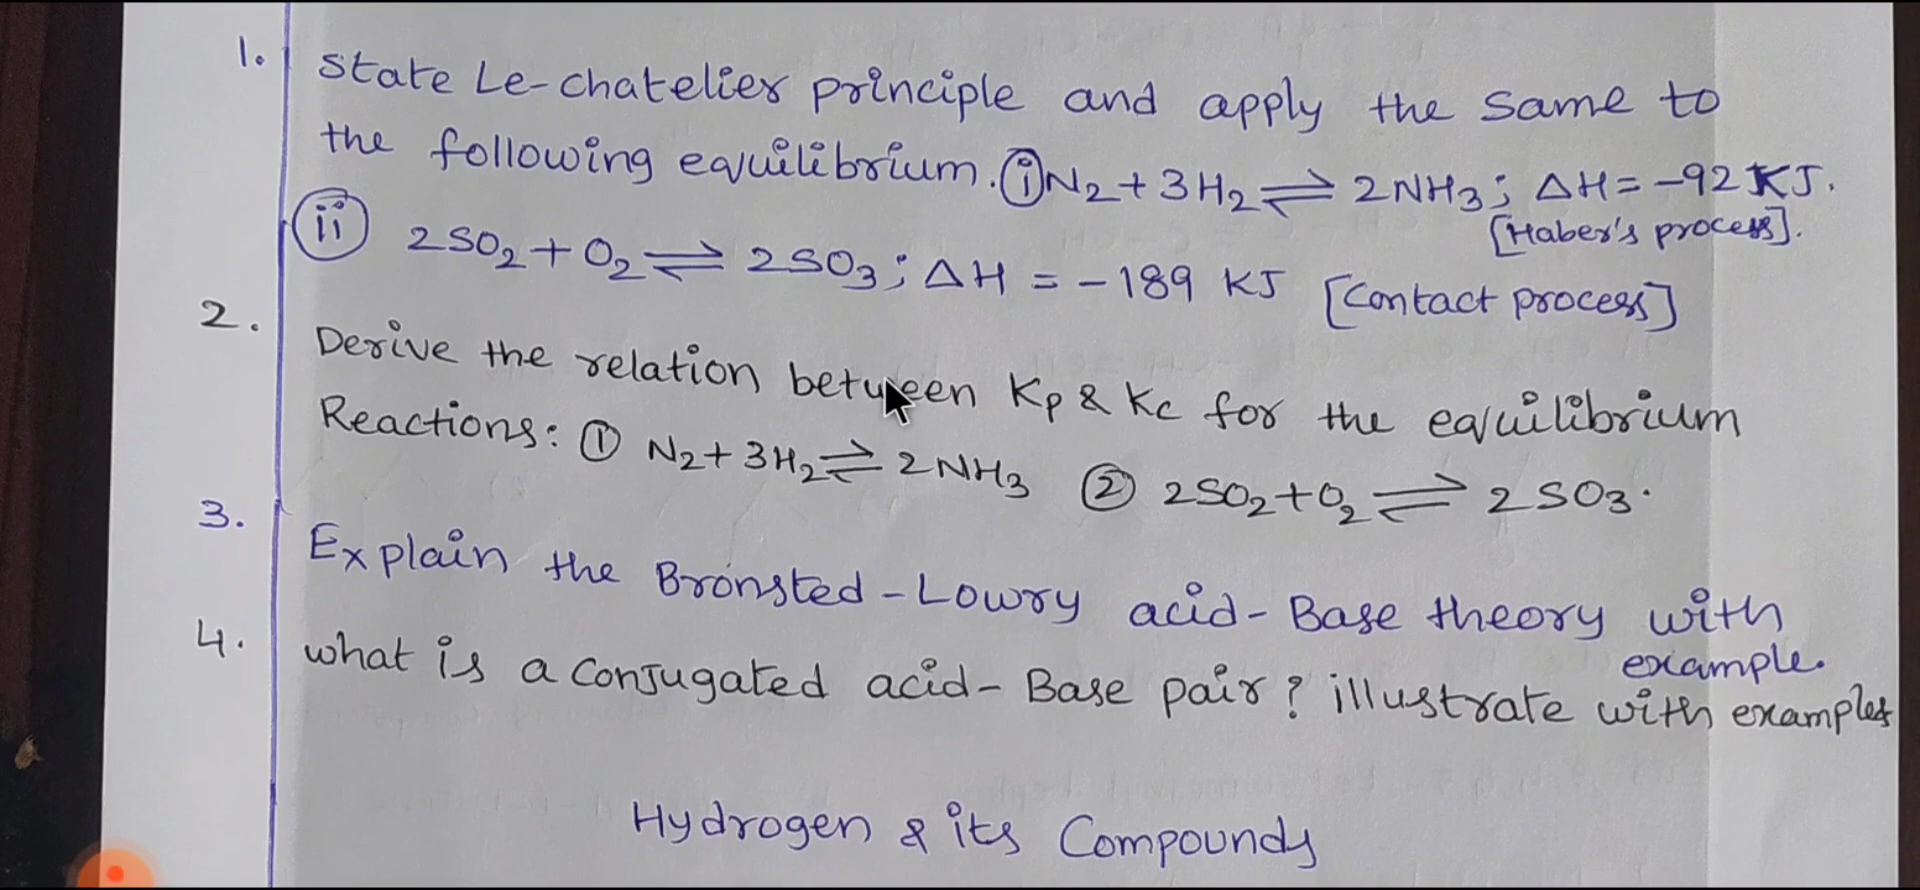 1. State Le-chatelier principle and apply the same to
the following equilibrium. (i) N2 + 3H2 ⇌ 2NH3; ΔH = -92 KJ.
[Haber's process].
(ii) 2SO2 + O2 ⇌ 2SO3; ΔH = -189 KJ [Contact process]
2. Derive the relation between Kp & Kc for the equilibrium
Reactions: ① N2 + 3H2 ⇌ 2NH3 ② 2SO2 + O2 ⇌ 2SO3.
3. Explain the Bronsted-Lowry acid-Base theory with
example.
4. what is a conjugated acid-Base pair? illustrate with examples
Hydrogen & its Compounds